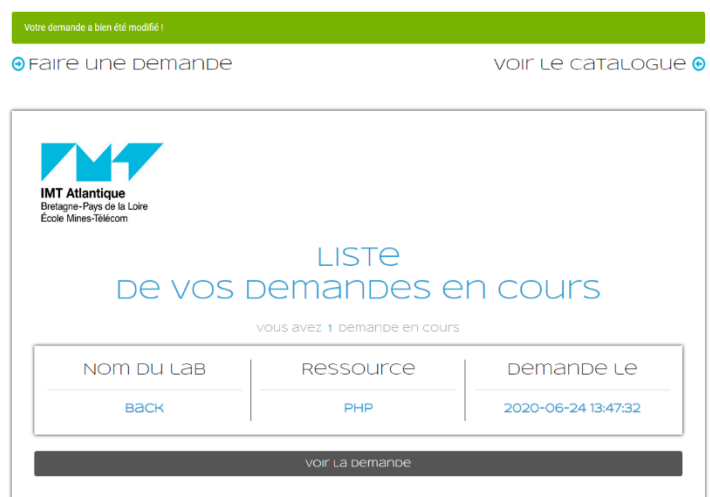 Votre demande a bien été modifié !
Faire une demande
Voir le catalogue
IMT Atlantique
Bretagne-Pays de la Loire
École Mines-Télécom
Liste
de vos demandes en cours
vous avez 1 demande en cours
Nom du lab
Ressource
Demande le
Back
PHP
2020-06-24 13:47:32
voir la demande